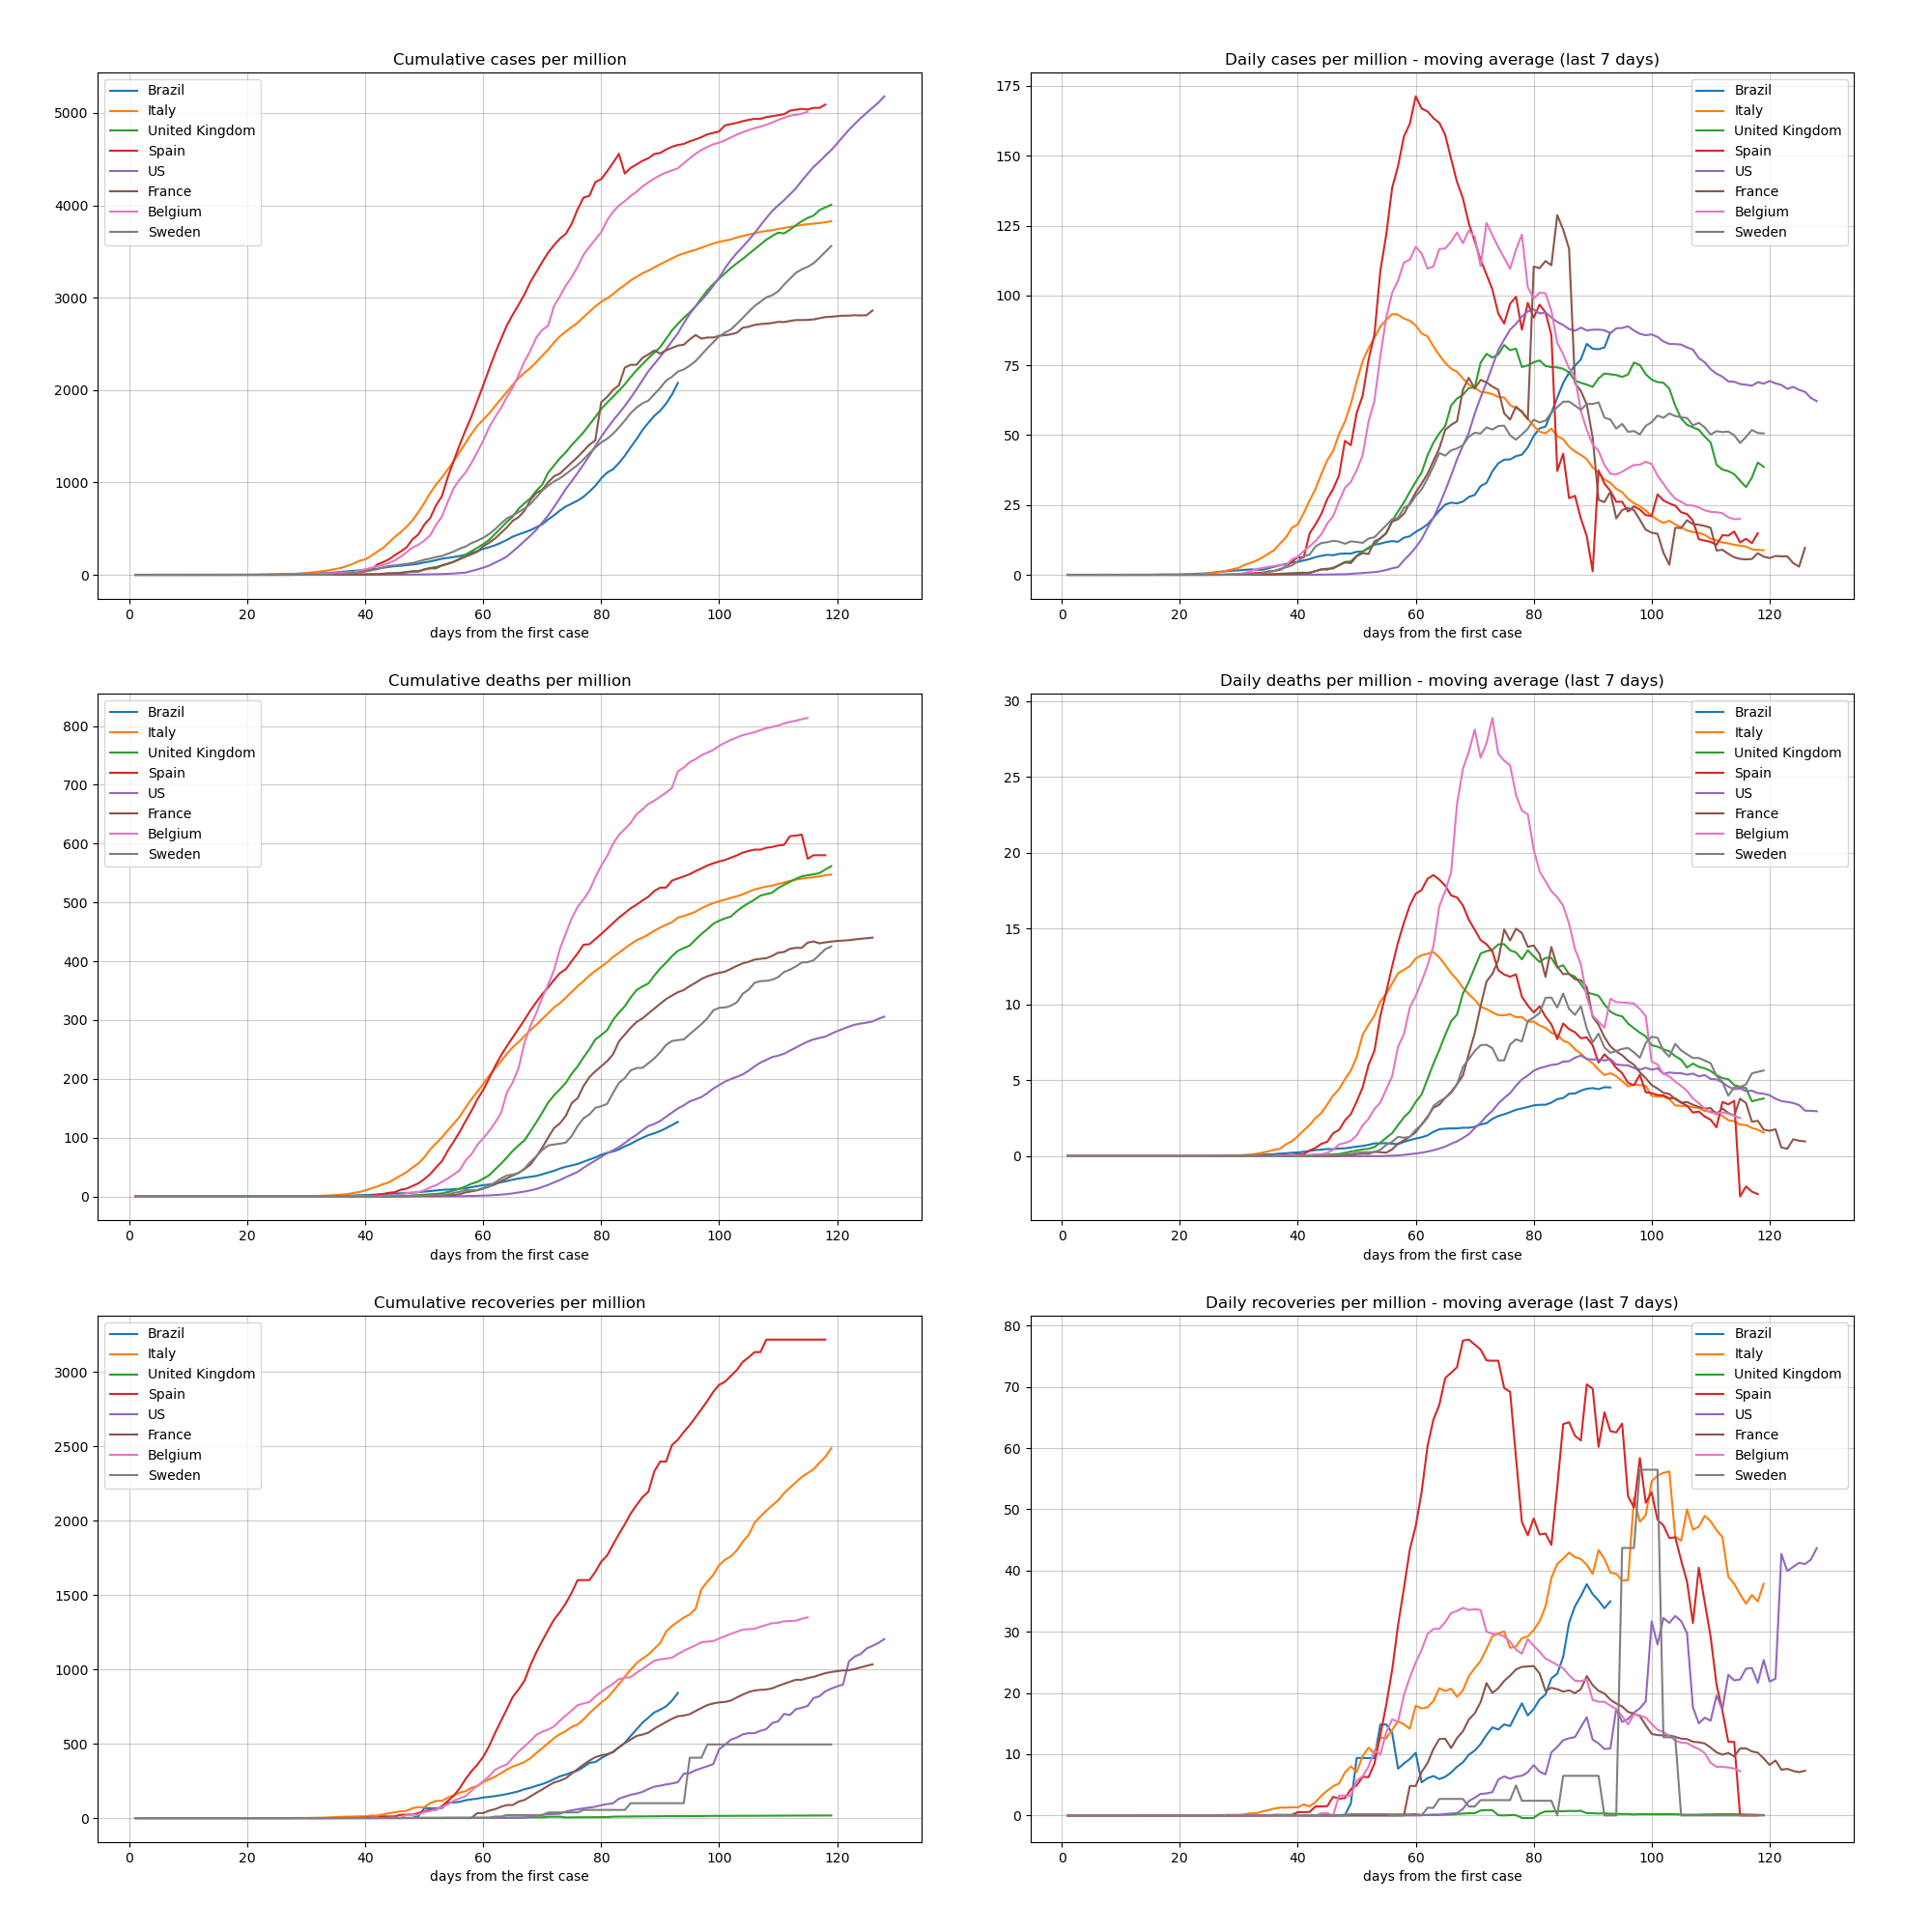 Cumulative cases per million
5000
4000
3000
2000
1000
0
Brazil
Italy
United Kingdom
Spain
US
France
Belgium
Sweden
0 20 40 60 80 100 120
days from the first case
Daily cases per million - moving average (last 7 days)
175
150
125
100
75
50
25
0
Brazil
Italy
United Kingdom
Spain
US
France
Belgium
Sweden
0 20 40 60 80 100 120
days from the first case
Cumulative deaths per million
800
700
600
500
400
300
200
100
0
Brazil
Italy
United Kingdom
Spain
US
France
Belgium
Sweden
0 20 40 60 80 100 120
days from the first case
Daily deaths per million - moving average (last 7 days)
30
25
20
15
10
5
0
Brazil
Italy
United Kingdom
Spain
US
France
Belgium
Sweden
0 20 40 60 80 100 120
days from the first case
Cumulative recoveries per million
3000
2500
2000
1500
1000
500
0
Brazil
Italy
United Kingdom
Spain
US
France
Belgium
Sweden
0 20 40 60 80 100 120
days from the first case
Daily recoveries per million - moving average (last 7 days)
80
70
60
50
40
30
20
10
0
Brazil
Italy
United Kingdom
Spain
US
France
Belgium
Sweden
0 20 40 60 80 100 120
days from the first case